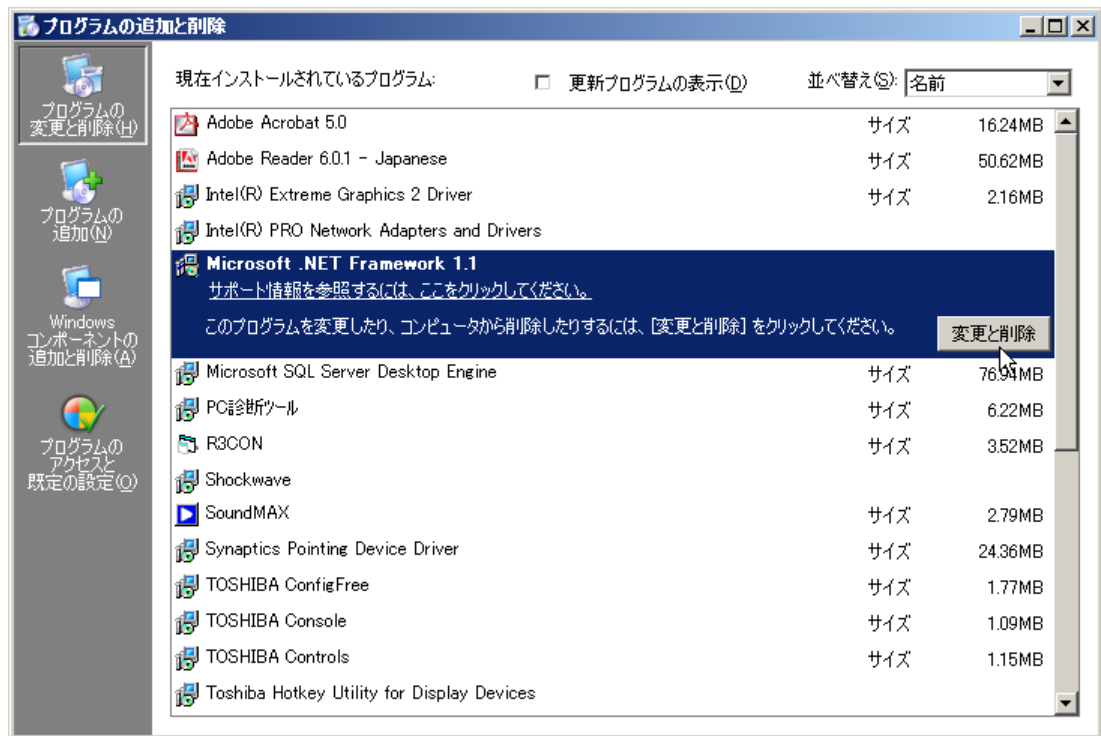 プログラムの追加と削除
プログラムの
変更と削除(H)
プログラムの
追加(N)
Windows
コンポーネントの
追加と削除(A)
プログラムの
アクセスと
既定の設定(O)
現在インストールされているプログラム: 更新プログラムの表示(D) 並べ替え(S): 名前
Adobe Acrobat 5.0 サイズ 16.24MB
Adobe Reader 6.0.1 - Japanese サイズ 50.62MB
Intel(R) Extreme Graphics 2 Driver サイズ 2.16MB
Intel(R) PRO Network Adapters and Drivers
Microsoft .NET Framework 1.1
サポート情報を参照するには、ここをクリックしてください。
このプログラムを変更したり、コンピュータから削除したりするには、[変更と削除] をクリックしてください。 変更と削除
Microsoft SQL Server Desktop Engine サイズ 76.94MB
PC診断ツール サイズ 6.22MB
R3CON サイズ 3.52MB
Shockwave
SoundMAX サイズ 2.79MB
Synaptics Pointing Device Driver サイズ 24.36MB
TOSHIBA ConfigFree サイズ 1.77MB
TOSHIBA Console サイズ 1.09MB
TOSHIBA Controls サイズ 1.15MB
Toshiba Hotkey Utility for Display Devices